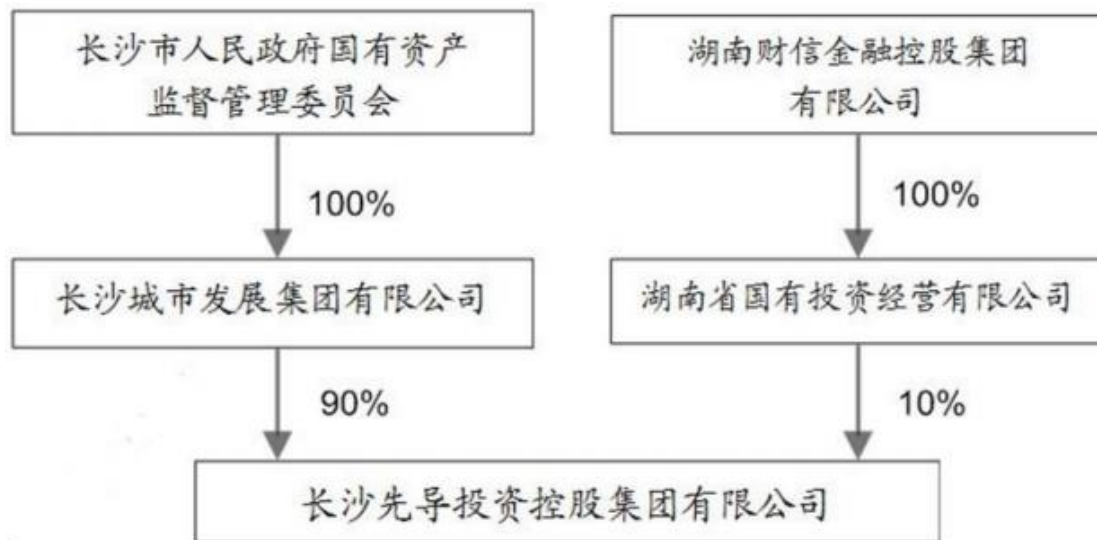 长沙市人民政府国有资产
监督管理委员会
湖南财信金融控股集团
有限公司
100%
100%
长沙城市发展集团有限公司
湖南省国有投资经营有限公司
90%
10%
长沙先导投资控股集团有限公司